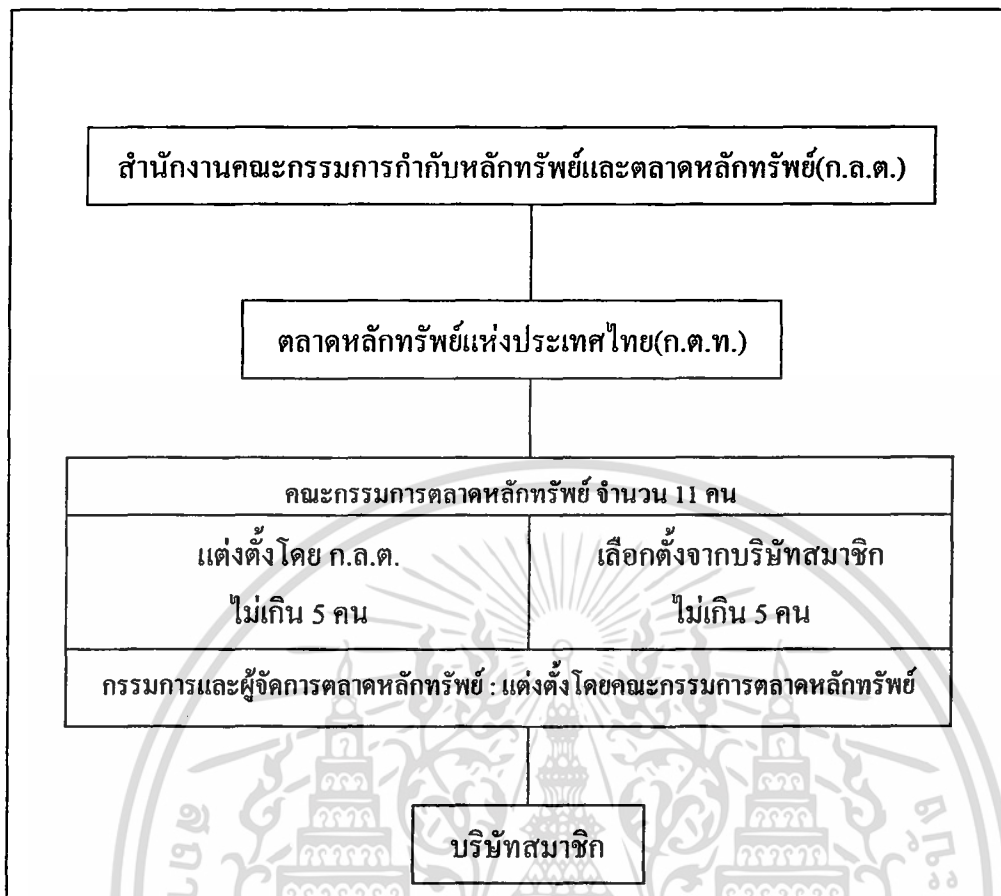 สำนักงานคณะกรรมการกำกับหลักทรัพย์และตลาดหลักทรัพย์(ก.ล.ต.)
ตลาดหลักทรัพย์แห่งประเทศไทย(ก.ต.ท.)
คณะกรรมการตลาดหลักทรัพย์ จำนวน 11 คน
แต่งตั้งโดย ก.ล.ต.
ไม่เกิน 5 คน
เลือกตั้งจากบริษัทสมาชิก
ไม่เกิน 5 คน
กรรมการและผู้จัดการตลาดหลักทรัพย์ : แต่งตั้งโดยคณะกรรมการตลาดหลักทรัพย์
บริษัทสมาชิก